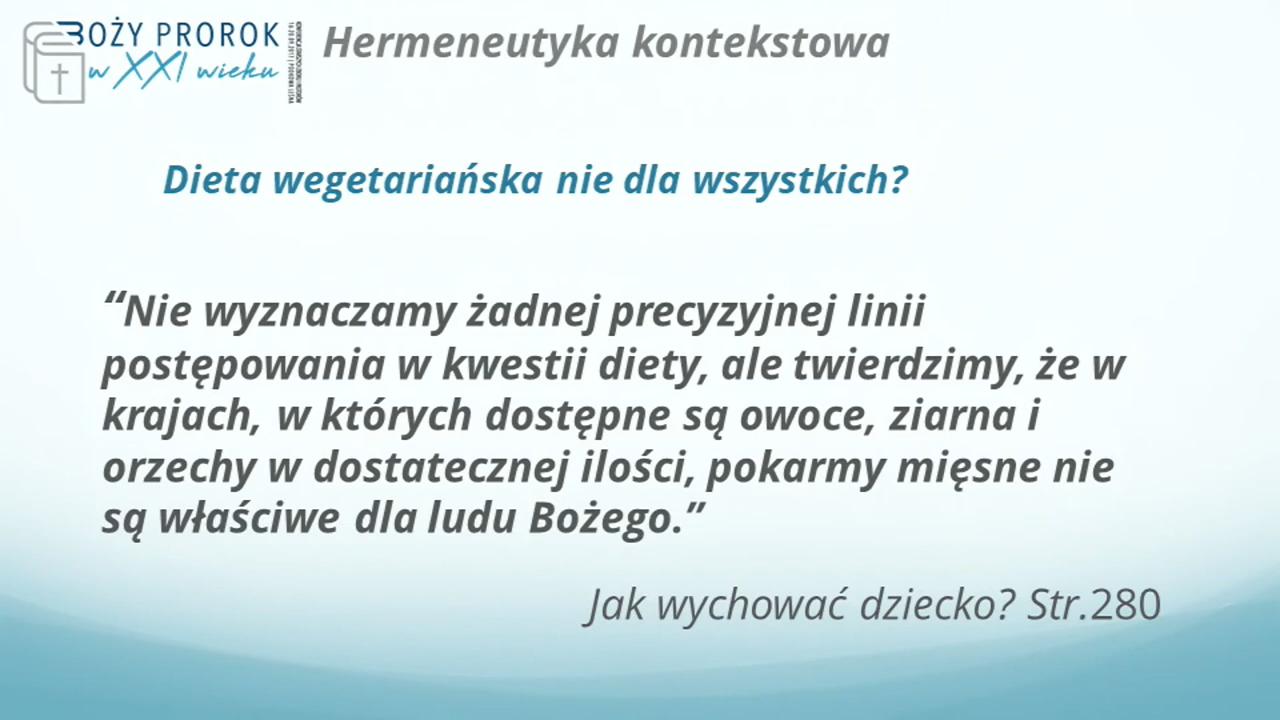 BOŻY PROROK
w XXI wieku
Hermeneutyka kontekstowa
Dieta wegetariańska nie dla wszystkich?
“Nie wyznaczamy żadnej precyzyjnej linii
postępowania w kwestii diety, ale twierdzimy, że w
krajach, w których dostępne są owoce, ziarna i
orzechy w dostatecznej ilości, pokarmy mięsne nie
są właściwe dla ludu Bożego.”
Jak wychować dziecko? Str.280